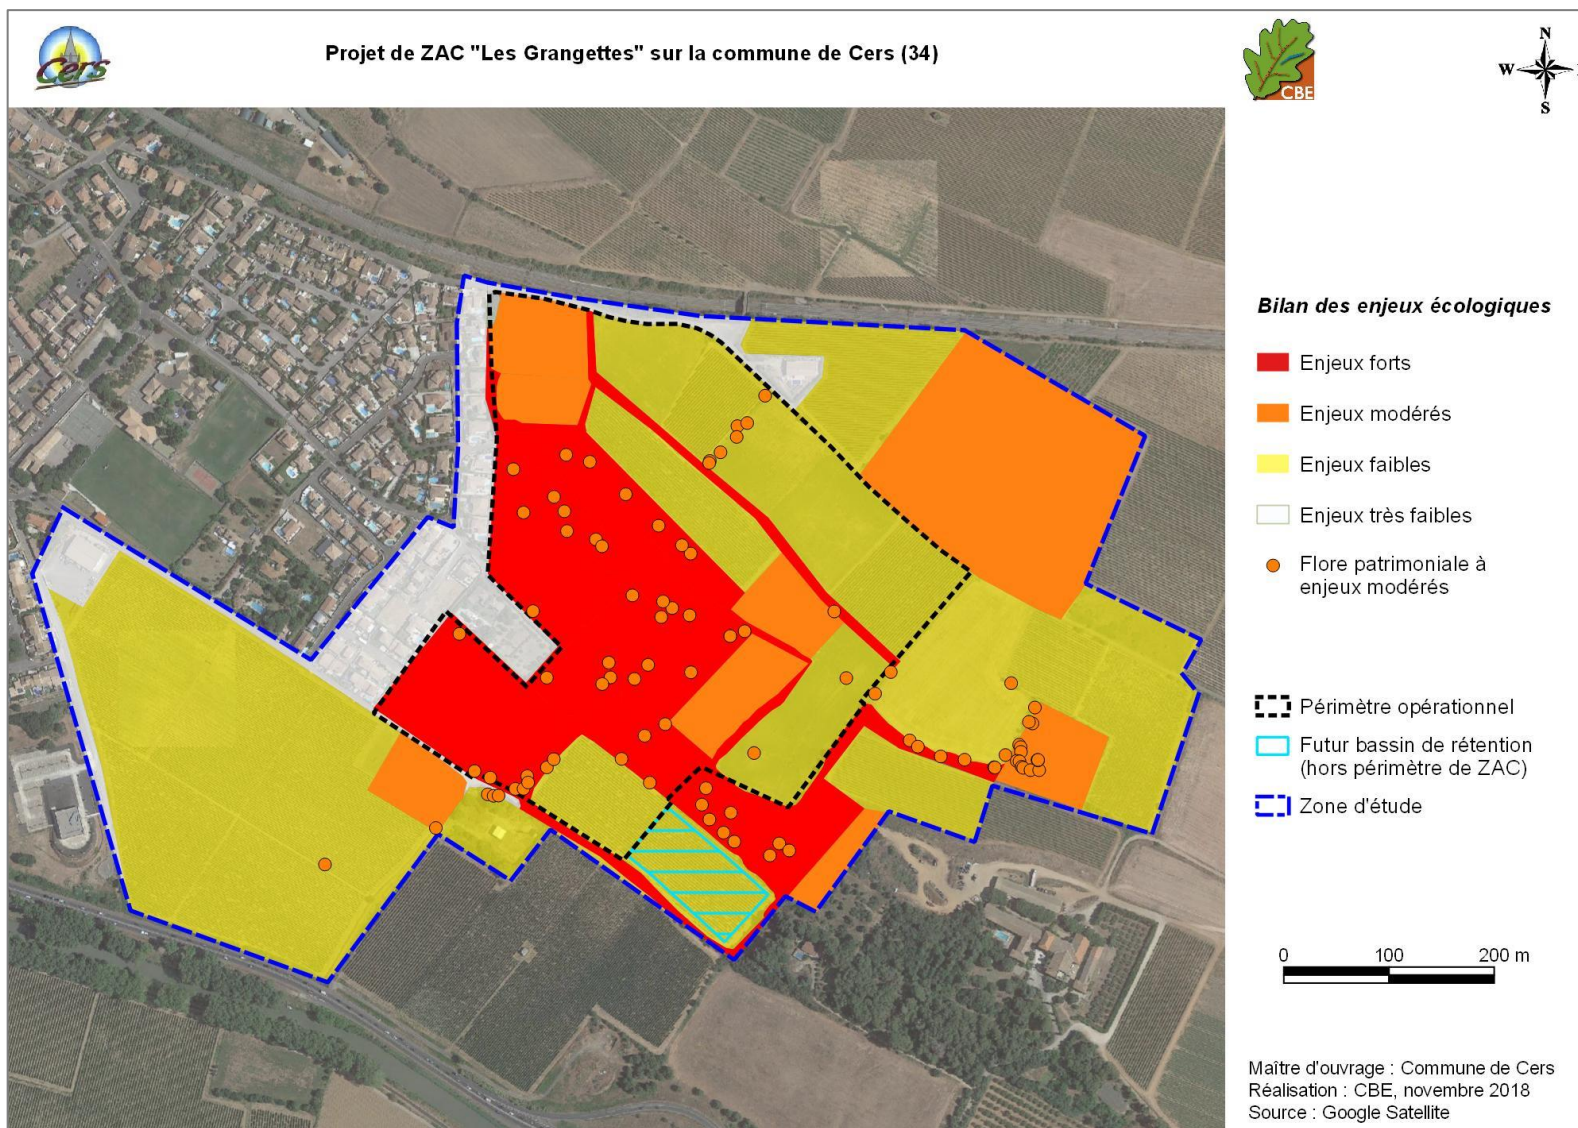 Cers
Projet de ZAC "Les Grangettes" sur la commune de Cers (34)
CBE
N
W
S
Bilan des enjeux écologiques
Enjeux forts
Enjeux modérés
Enjeux faibles
Enjeux très faibles
Flore patrimoniale à
enjeux modérés
Périmètre opérationnel
Futur bassin de rétention
(hors périmètre de ZAC)
Zone d'étude
0 100 200 m
Maître d'ouvrage : Commune de Cers
Réalisation : CBE, novembre 2018
Source : Google Satellite